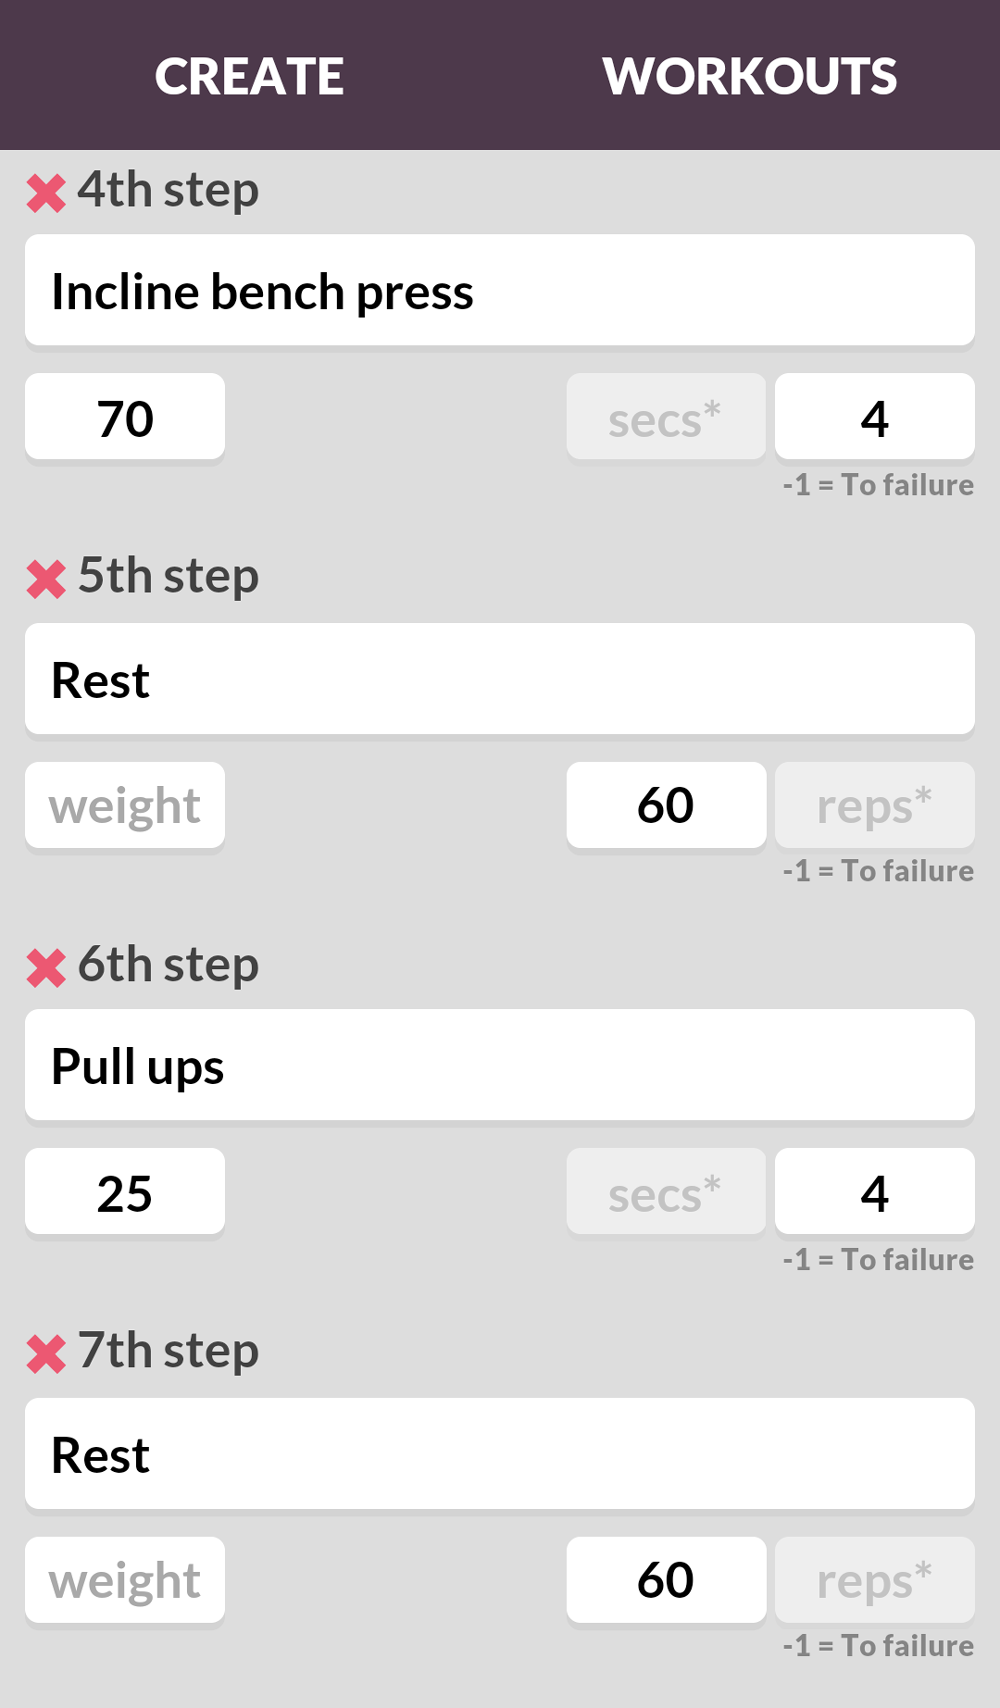 CREATE WORKOUTS
4th step
Incline bench press
70 secs* 4
-1 = To failure
5th step
Rest
weight 60 reps*
-1 = To failure
6th step
Pull ups
25 secs* 4
-1 = To failure
7th step
Rest
weight 60 reps*
-1 = To failure